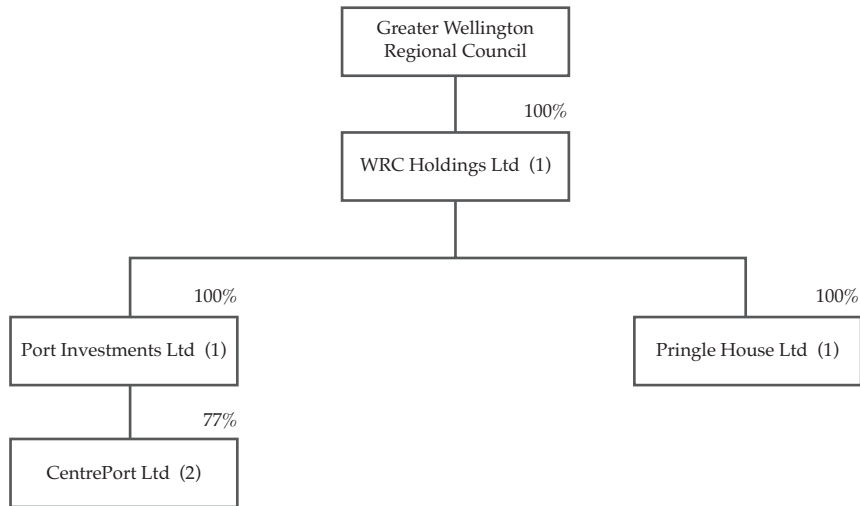 Greater Wellington
Regional Council
100%
WRC Holdings Ltd (1)
100%
100%
Port Investments Ltd (1)
Pringle House Ltd (1)
77%
CentrePort Ltd (2)